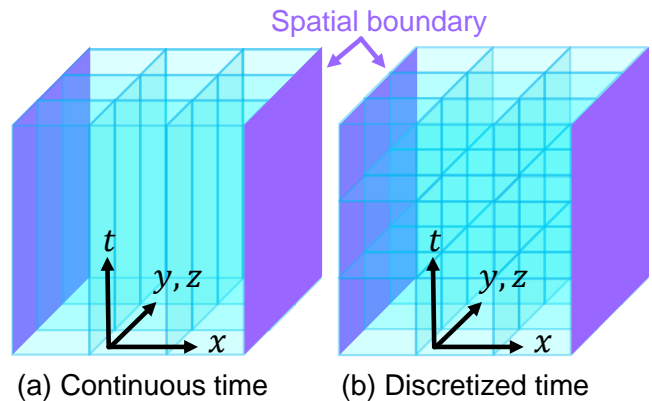 Spatial boundary
t
y, z
x
t
y, z
x
(a) Continuous time
(b) Discretized time